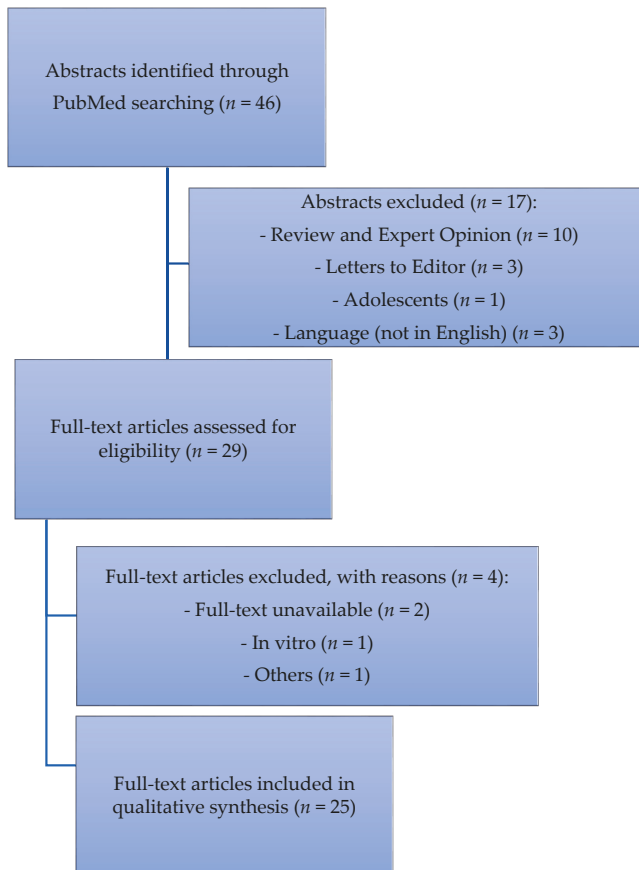 Abstracts identified through
PubMed searching (n = 46)
Abstracts excluded (n = 17):
- Review and Expert Opinion (n = 10)
- Letters to Editor (n = 3)
- Adolescents (n = 1)
- Language (not in English) (n = 3)
Full-text articles assessed for
eligibility (n = 29)
Full-text articles excluded, with reasons (n = 4):
- Full-text unavailable (n = 2)
- In vitro (n = 1)
- Others (n = 1)
Full-text articles included in
qualitative synthesis (n = 25)